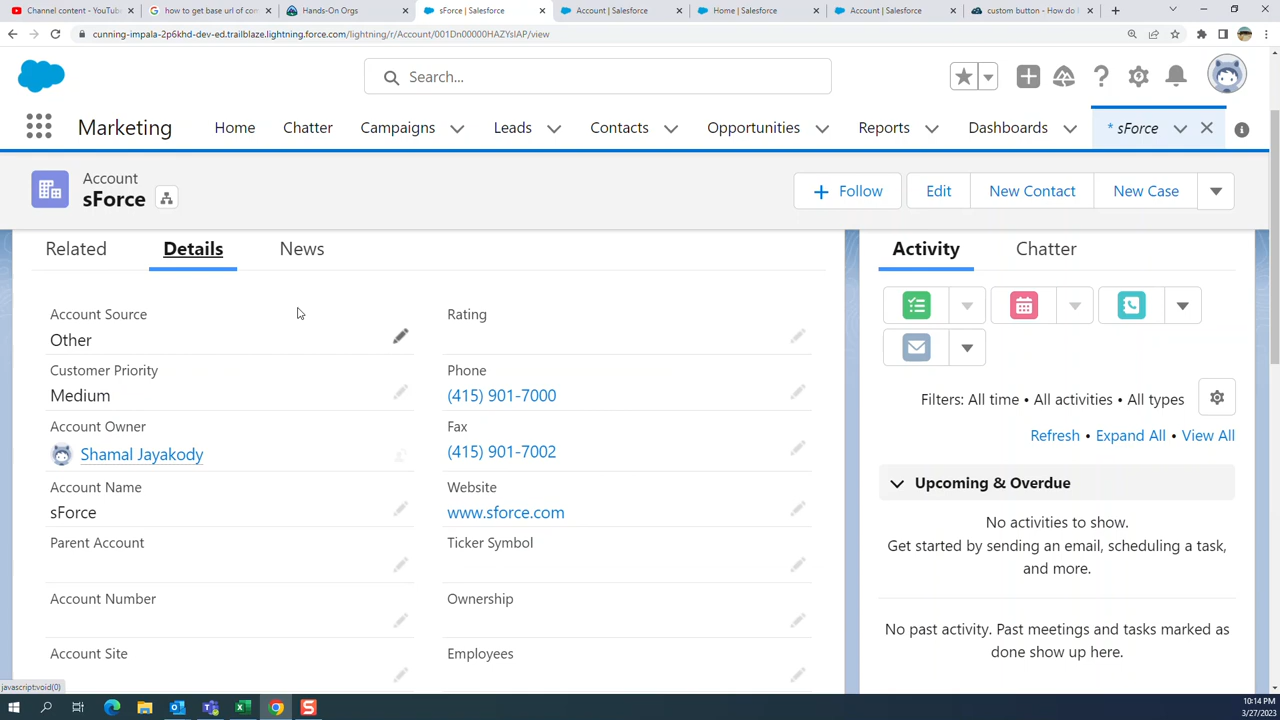 Channel content - YouTub
how to get base url of com
Hands-On Orgs
sForce | Salesforce
Account | Salesforce
Home | Salesforce
Account | Salesforce
custom button - How do I
cunning-impala-2p6khd-dev-ed.trailblaze.lightning.force.com/lightning/r/Account/001Dn00000HAZYsIAP/view
Search...
Marketing
Home
Chatter
Campaigns
Leads
Contacts
Opportunities
Reports
Dashboards
* sForce
Account
sForce
Follow
Edit
New Contact
New Case
Related
Details
News
Activity
Chatter
Account Source
Other
Rating
Customer Priority
Medium
Phone
(415) 901-7000
Account Owner
Shamal Jayakody
Fax
(415) 901-7002
Account Name
sForce
Website
www.sforce.com
Parent Account
Ticker Symbol
Account Number
Ownership
Account Site
Employees
Filters: All time • All activities • All types
Refresh • Expand All • View All
Upcoming & Overdue
No activities to show.
Get started by sending an email, scheduling a task,
and more.
No past activity. Past meetings and tasks marked as
done show up here.
javascript:void(0)
10:14 PM
3/27/2023